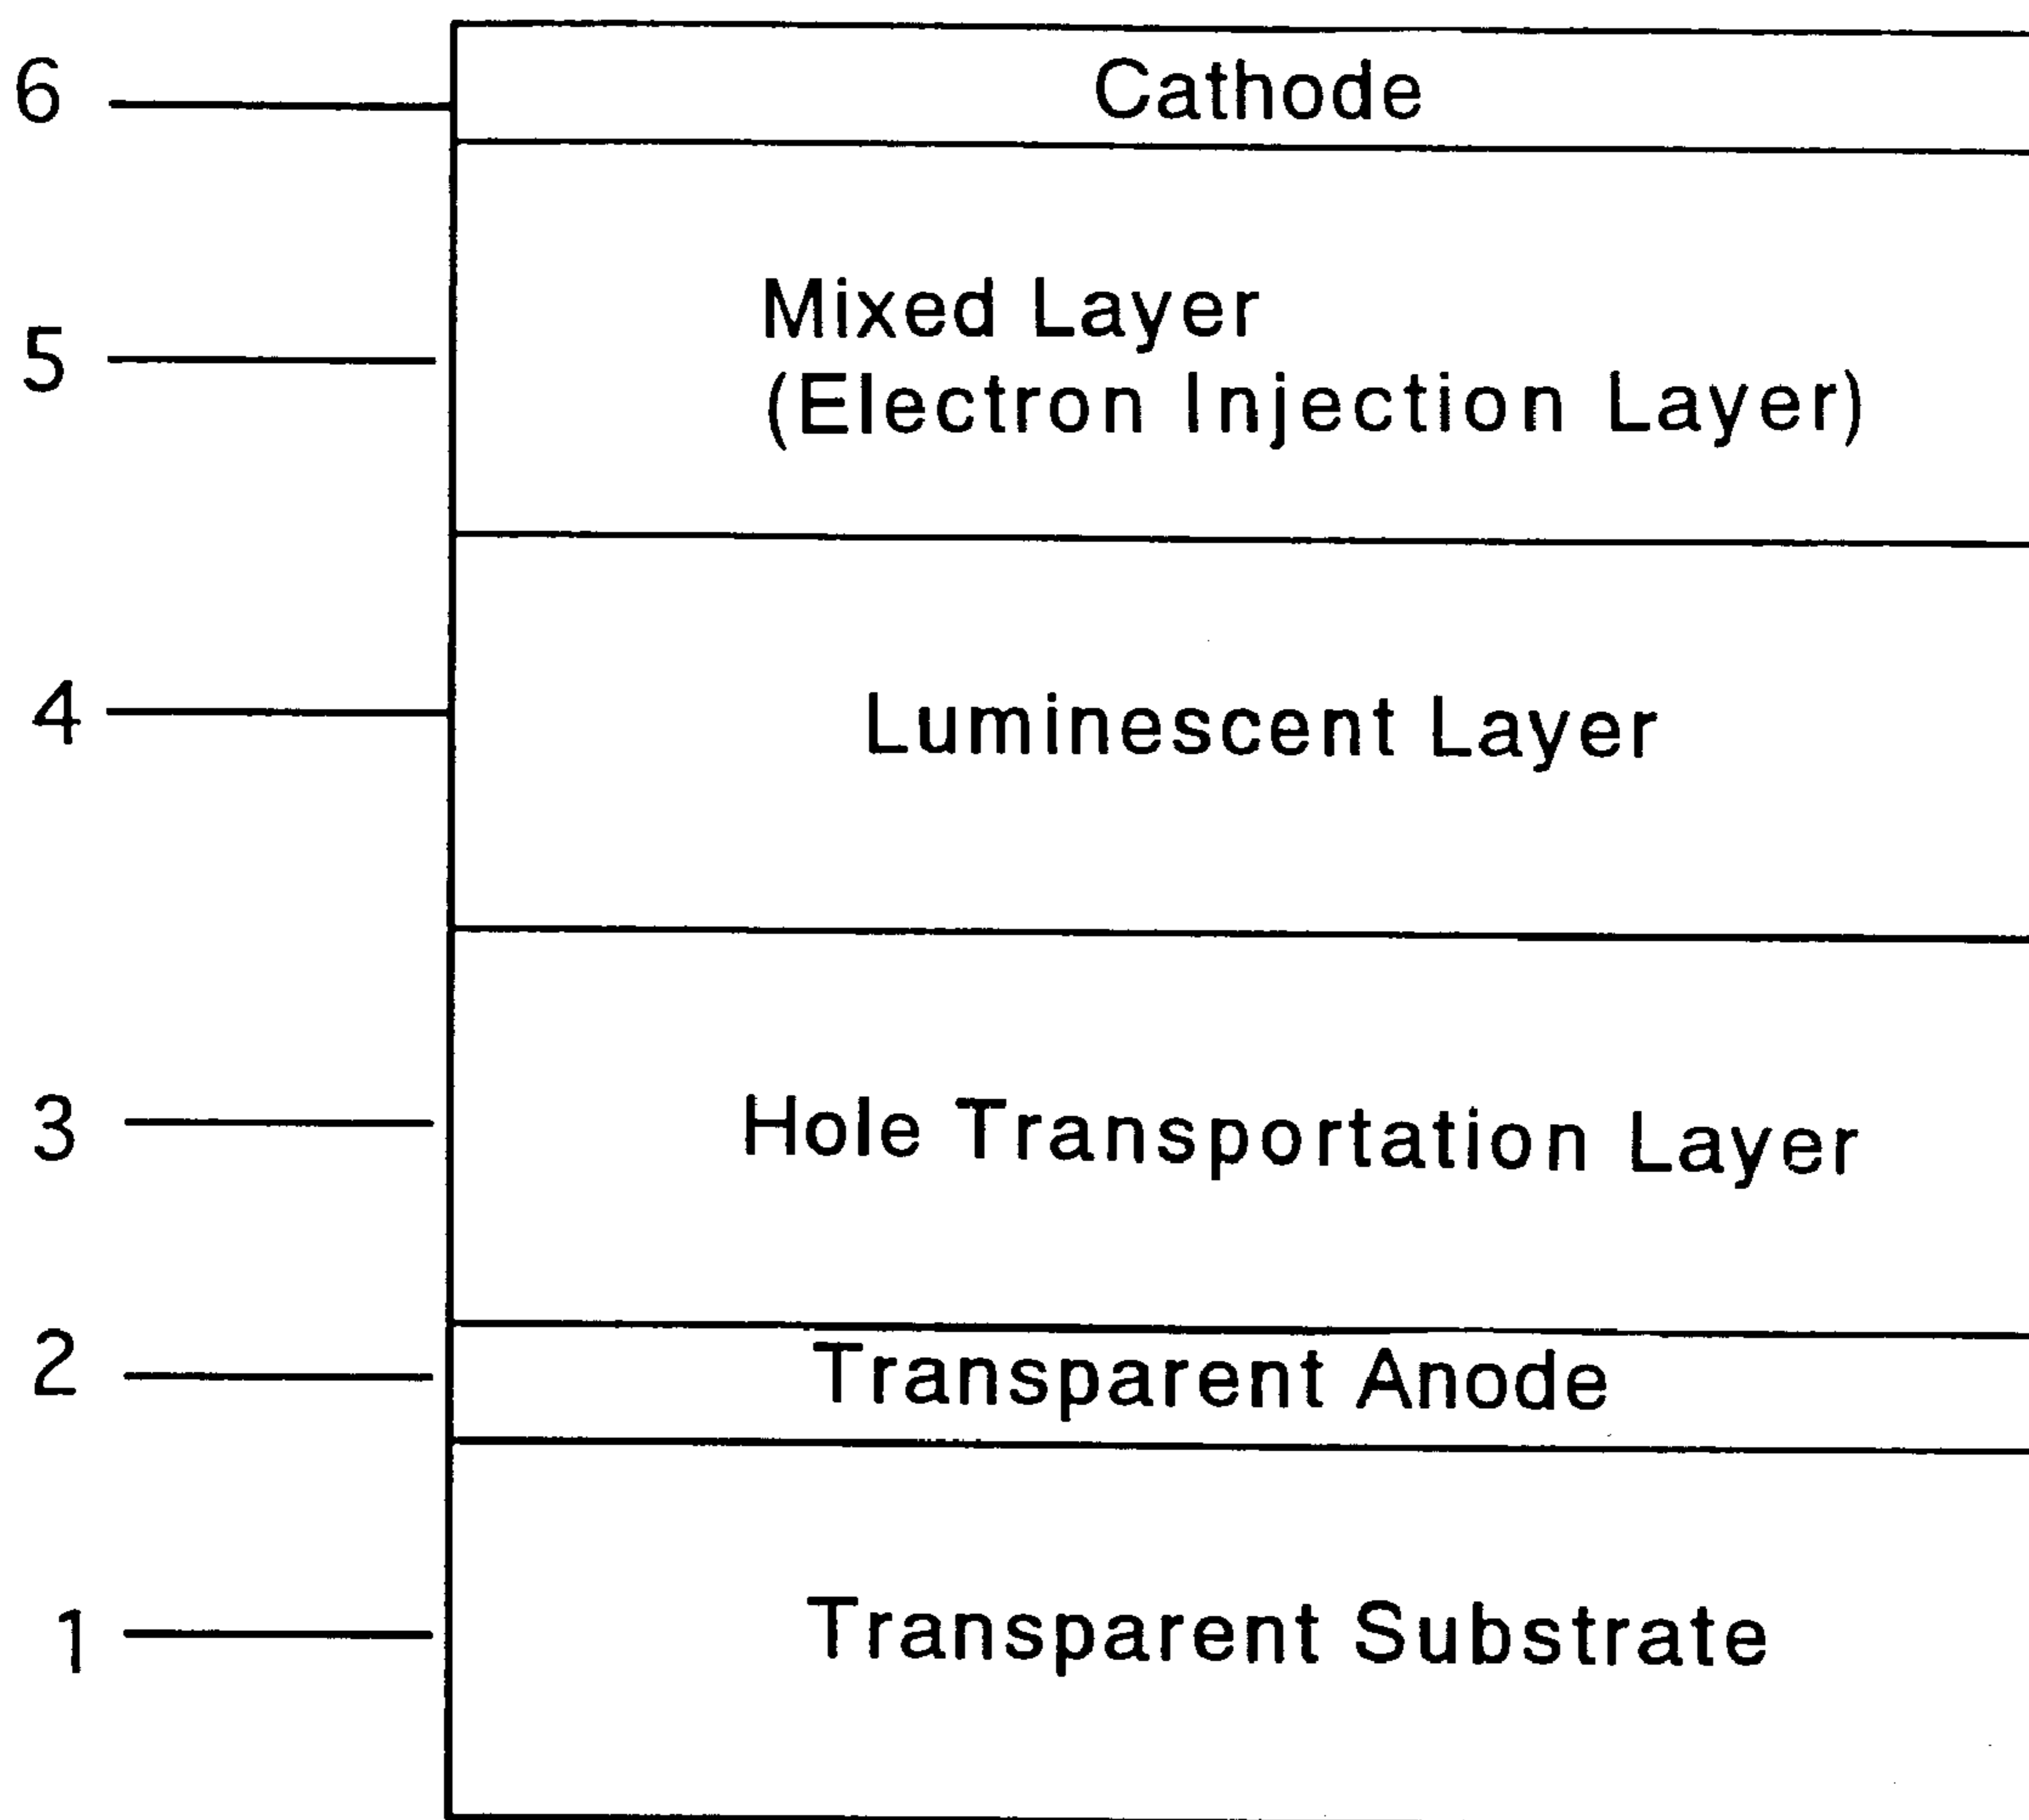 6 Cathode
5 Mixed Layer
(Electron Injection Layer)
4 Luminescent Layer
3 Hole Transportation Layer
2 Transparent Anode
1 Transparent Substrate